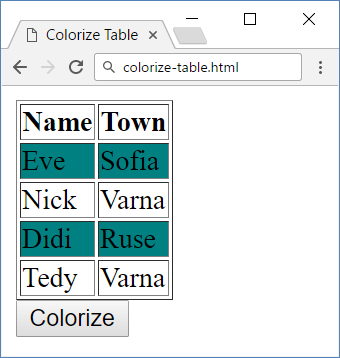 Colorize Table
colorize-table.html
Name Town
Eve Sofia
Nick Varna
Didi Ruse
Tedy Varna
Colorize